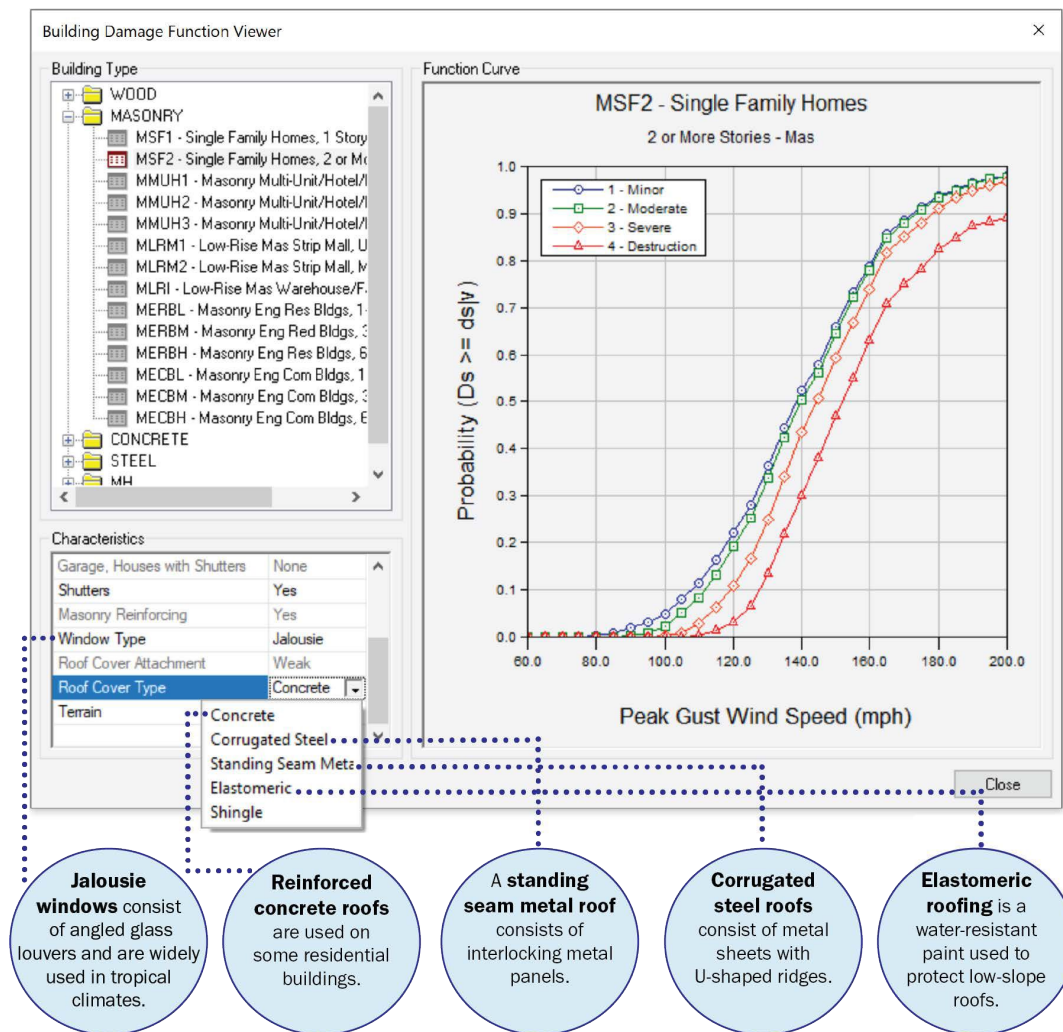 Building Damage Function Viewer
Building Type
WOOD
MASONRY
MSF1 - Single Family Homes, 1 Story
MSF2 - Single Family Homes, 2 or Mo
MMUH1 - Masonry Multi-Unit/Hotel/
MMUH2 - Masonry Multi-Unit/Hotel/
MMUH3 - Masonry Multi-Unit/Hotel/
MLRM1 - Low-Rise Mas Strip Mall, U
MLRM2 - Low-Rise Mas Strip Mall, M
MLRI - Low-Rise Mas Warehouse/F
MERBL - Masonry Eng Res Bldgs, 1-
MERBM - Masonry Eng Red Bldgs, 3
MERBH - Masonry Eng Res Bldgs, 6
MECBL - Masonry Eng Com Bldgs, 1
MECBM - Masonry Eng Com Bldgs, 3
MECBH - Masonry Eng Com Bldgs, 6
CONCRETE
STEEL
MH
Function Curve
MSF2 - Single Family Homes
2 or More Stories - Mas
1 - Minor
2 - Moderate
3 - Severe
4 - Destruction
Probability (Ds >= ds|v)
1.0
0.9
0.8
0.7
0.6
0.5
0.4
0.3
0.2
0.1
0.0
60.0 80.0 100.0 120.0 140.0 160.0 180.0 200.0
Peak Gust Wind Speed (mph)
Characteristics
Garage, Houses with Shutters None
Shutters Yes
Masonry Reinforcing Yes
Window Type Jalousie
Roof Cover Attachment Weak
Roof Cover Type Concrete
Terrain
Concrete
Corrugated Steel
Standing Seam Meta
Elastomeric
Shingle
Close
Jalousie
windows consist
of angled glass
louvers and are widely
used in tropical
climates.
Reinforced
concrete roofs
are used on
some residential
buildings.
A standing
seam metal roof
consists of
interlocking metal
panels.
Corrugated
steel roofs
consist of metal
sheets with
U-shaped ridges.
Elastomeric
roofing is a
water-resistant
paint used to
protect low-slope
roofs.